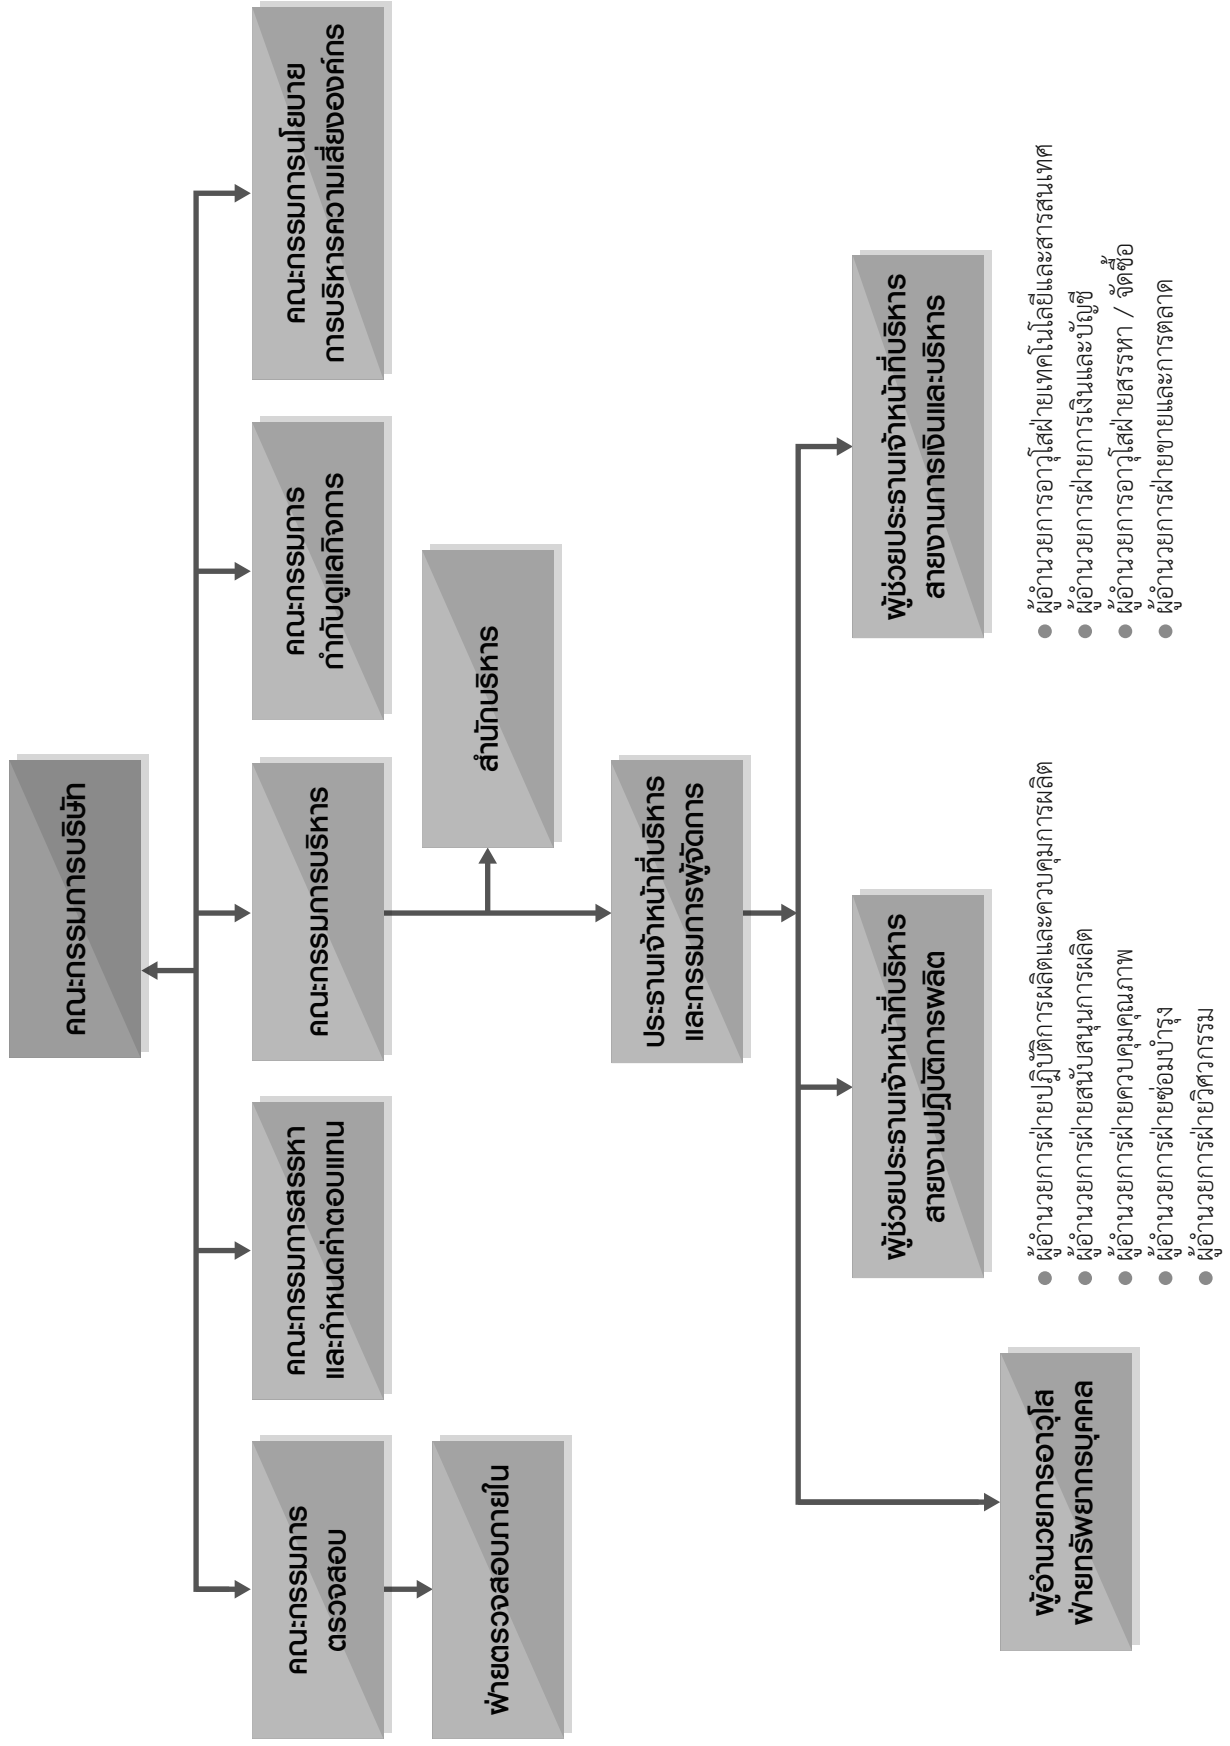 คณะกรรมการบริษัท
คณะกรรมการ
ตรวจสอบ
คณะกรรมการสรรหา
และกำหนดค่าตอบแทน
คณะกรรมการบริหาร
คณะกรรมการ
กำกับดูแลกิจการ
คณะกรรมการนโยบาย
การบริหารความเสี่ยงองค์กร
ฝ่ายตรวจสอบภายใน
สำนักบริหาร
ประธานเจ้าหน้าที่บริหาร
และกรรมการผู้จัดการ
ผู้อำนวยการอาวุโส
ฝ่ายทรัพยากรบุคคล
ผู้ช่วยประธานเจ้าหน้าที่บริหาร
สายงานปฏิบัติการผลิต
● ผู้อำนวยการฝ่ายปฏิบัติการผลิตและควบคุมการผลิต
● ผู้อำนวยการฝ่ายสนับสนุนการผลิต
● ผู้อำนวยการฝ่ายควบคุมคุณภาพ
● ผู้อำนวยการฝ่ายซ่อมบำรุง
● ผู้อำนวยการฝ่ายวิศวกรรม
ผู้ช่วยประธานเจ้าหน้าที่บริหาร
สายงานการเงินและบริหาร
● ผู้อำนวยการอาวุโสฝ่ายเทคโนโลยีและสารสนเทศ
● ผู้อำนวยการฝ่ายการเงินและบัญชี
● ผู้อำนวยการอาวุโสฝ่ายสรรหา / จัดซื้อ
● ผู้อำนวยการฝ่ายขายและการตลาด